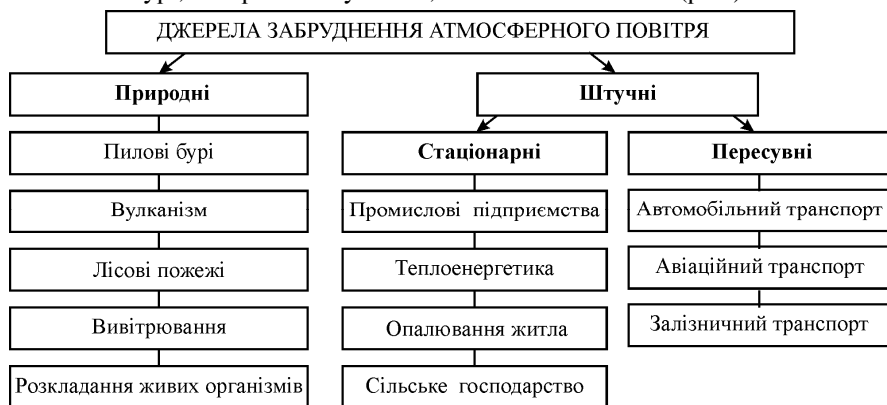 ДЖЕРЕЛА ЗАБРУДНЕННЯ АТМОСФЕРНОГО ПОВІТРЯ
Природні
Штучні
Пилові бурі
Вулканізм
Лісові пожежі
Вивітрювання
Розкладання живих організмів
Стаціонарні
Промислові підприємства
Теплоенергетика
Опалювання житла
Сільське господарство
Пересувні
Автомобільний транспорт
Авіаційний транспорт
Залізничний транспорт